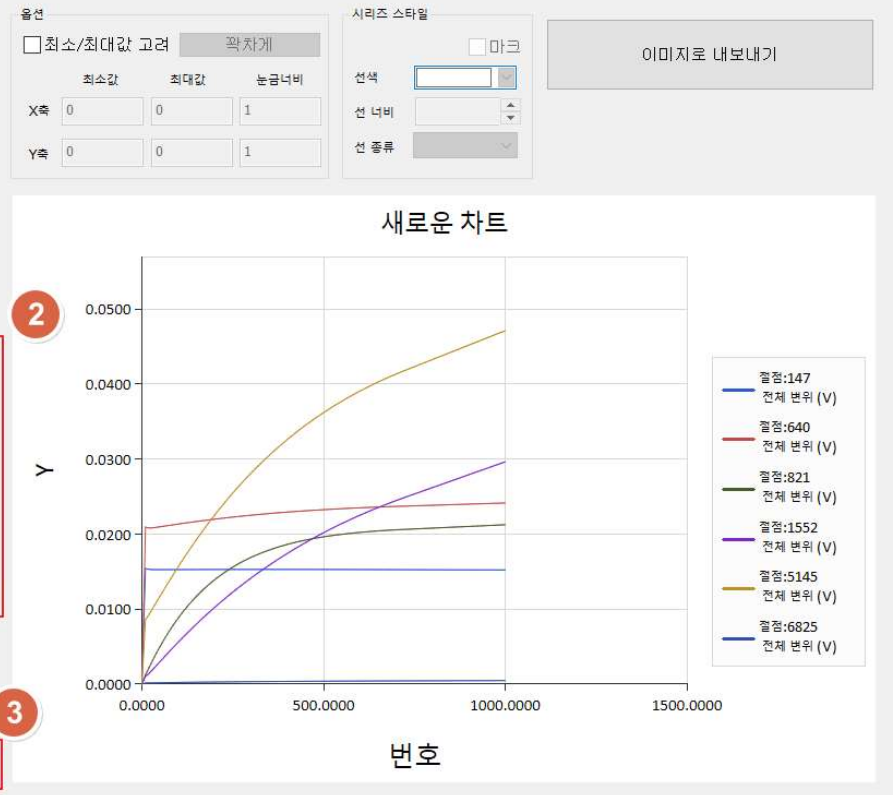 옵션
최소/최대값 고려
꽉차게
최소값 최대값 눈금너비
X축 0 0 1
Y축 0 0 1
시리즈 스타일
마크
선색
선 너비
선 종류
이미지로 내보내기
새로운 차트
2
0.0500
0.0400
0.0300
0.0200
0.0100
0.0000
Y
0.0000 500.0000 1000.0000 1500.0000
번호
절점:147
전체 변위 (V)
절점:640
전체 변위 (V)
절점:821
전체 변위 (V)
절점:1552
전체 변위 (V)
절점:5145
전체 변위 (V)
절점:6825
전체 변위 (V)
3